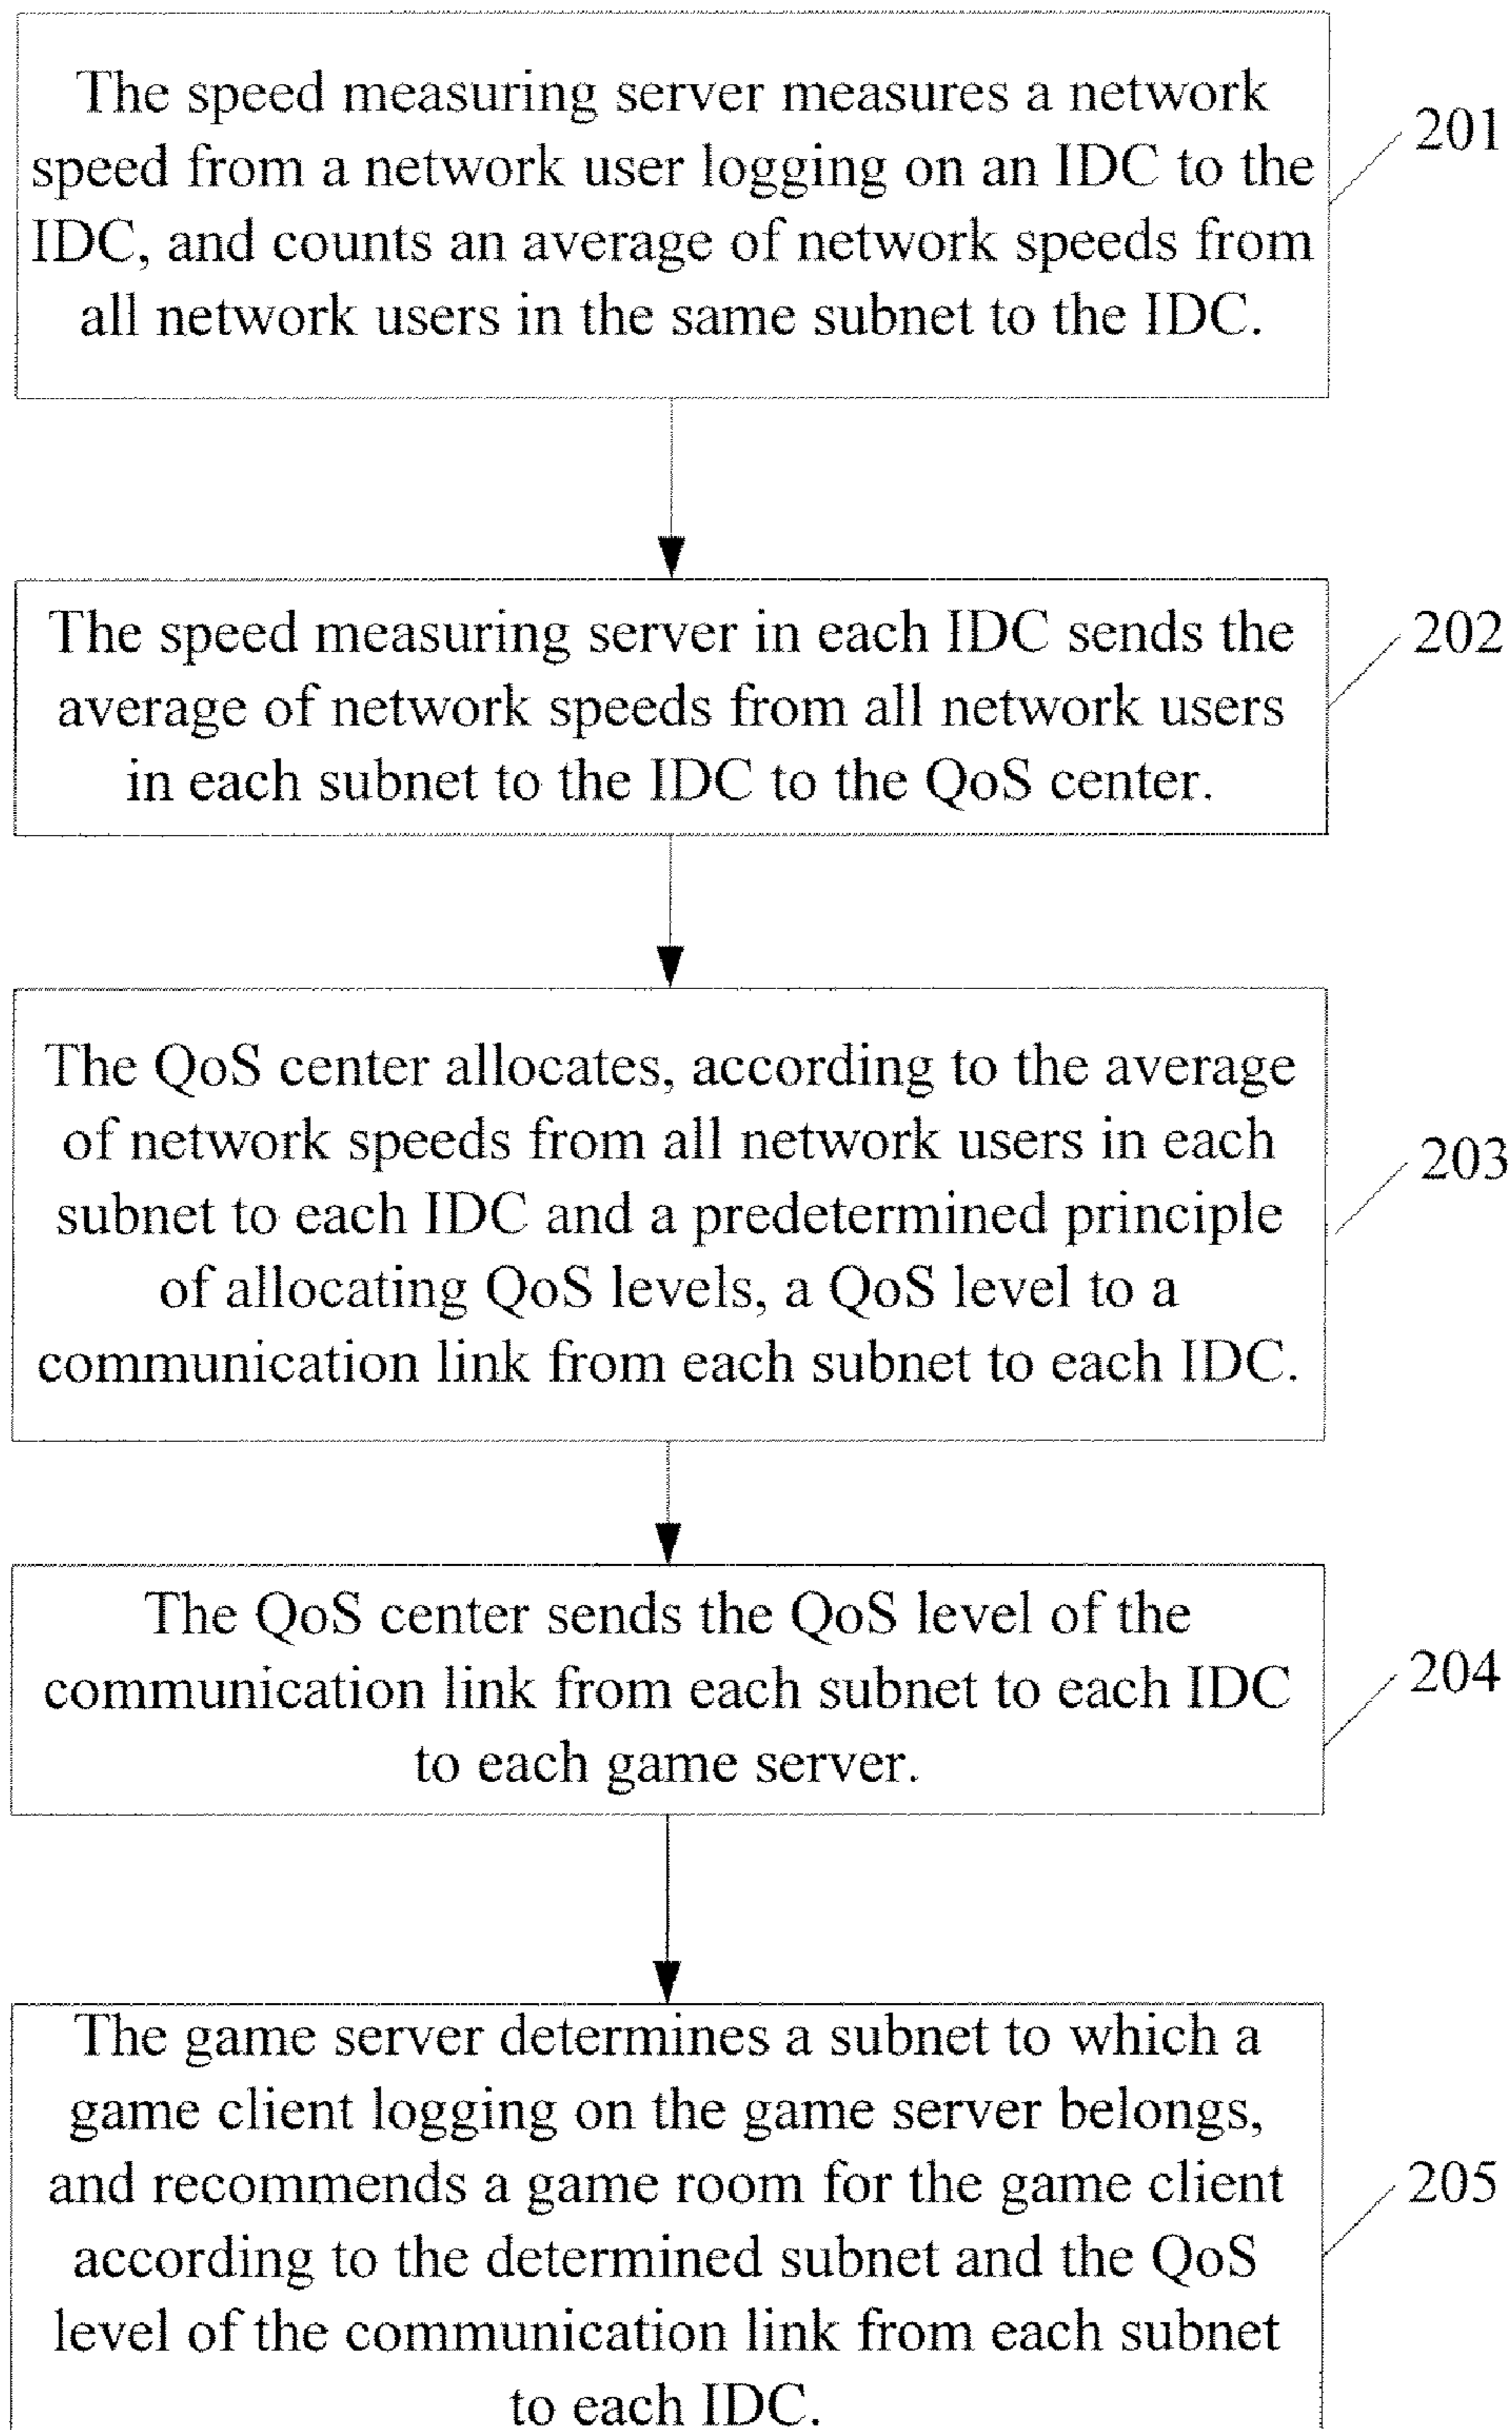 The speed measuring server measures a network
speed from a network user logging on an IDC to the
IDC, and counts an average of network speeds from
all network users in the same subnet to the IDC.
201
The speed measuring server in each IDC sends the
average of network speeds from all network users
in each subnet to the IDC to the QoS center.
202
The QoS center allocates, according to the average
of network speeds from all network users in each
subnet to each IDC and a predetermined principle
of allocating QoS levels, a QoS level to a
communication link from each subnet to each IDC.
203
The QoS center sends the QoS level of the
communication link from each subnet to each IDC
to each game server.
204
The game server determines a subnet to which a
game client logging on the game server belongs,
and recommends a game room for the game client
according to the determined subnet and the QoS
level of the communication link from each subnet
to each IDC.
205